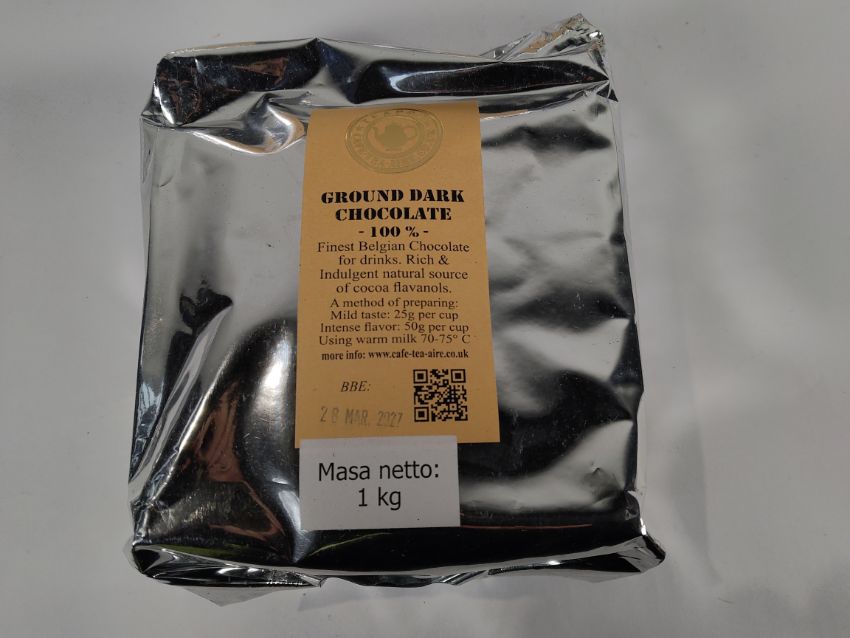 GROUND DARK
CHOCOLATE
- 100 % -
Finest Belgian Chocolate
for drinks. Rich &
Indulgent natural source
of cocoa flavanols.
A method of preparing:
Mild taste: 25g per cup
Intense flavor: 50g per cup
Using warm milk 70-75° C
more info: www.cafe-tea-aire.co.uk
BBE:
28 MAR. 2027
Masa netto:
1 kg